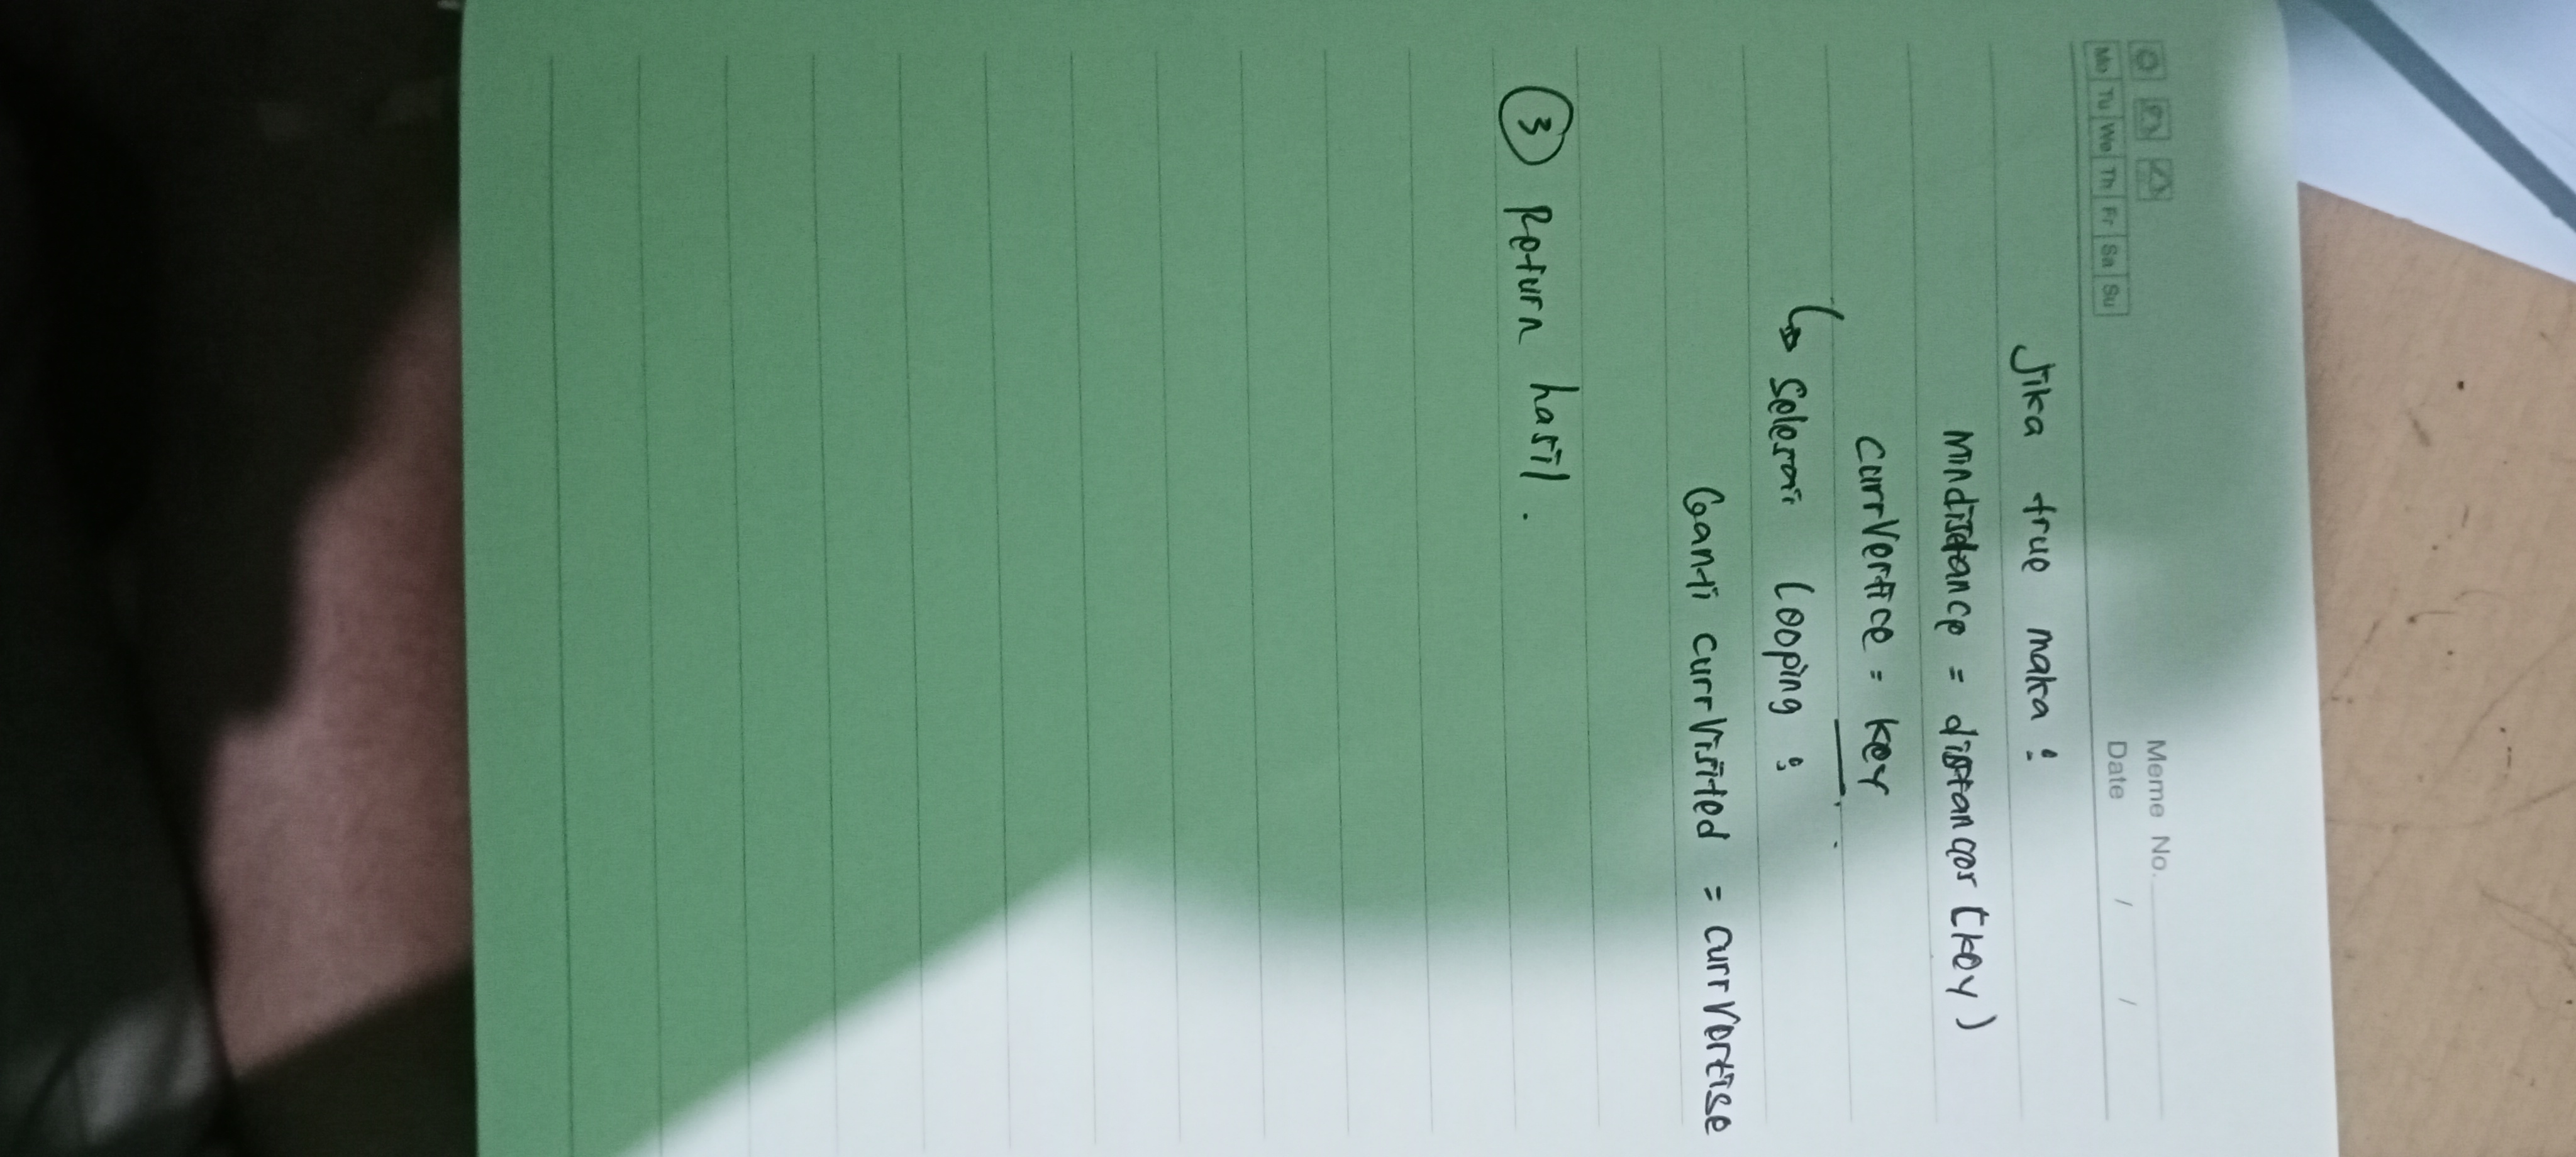 Meme No.
Mo Tu We Th Fr Sa Su
Date / /
Jika true maka :
Mindistance = distances [key)
currVertice = key
↳ selesai looping :
Ganti currVisited = currVertise
③ Return hasil.